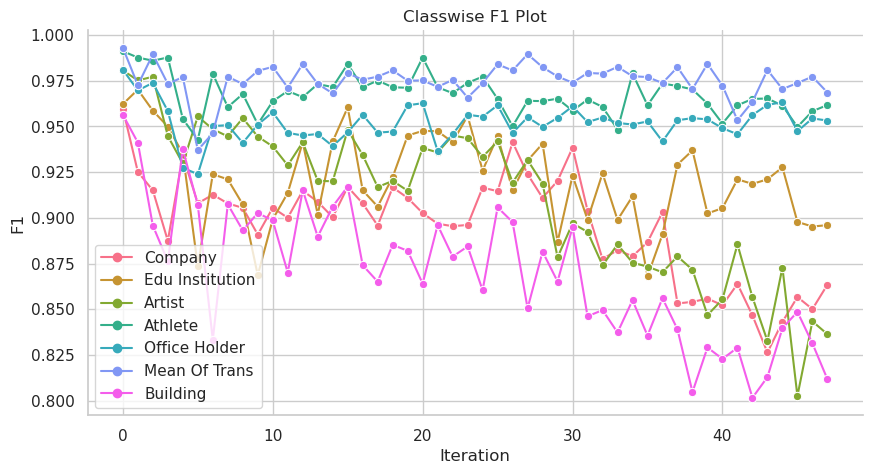 Classwise F1 Plot
F1
1.000
0.975
0.950
0.925
0.900
0.875
0.850
0.825
0.800
Company
Edu Institution
Artist
Athlete
Office Holder
Mean Of Trans
Building
0 10 20 30 40
Iteration